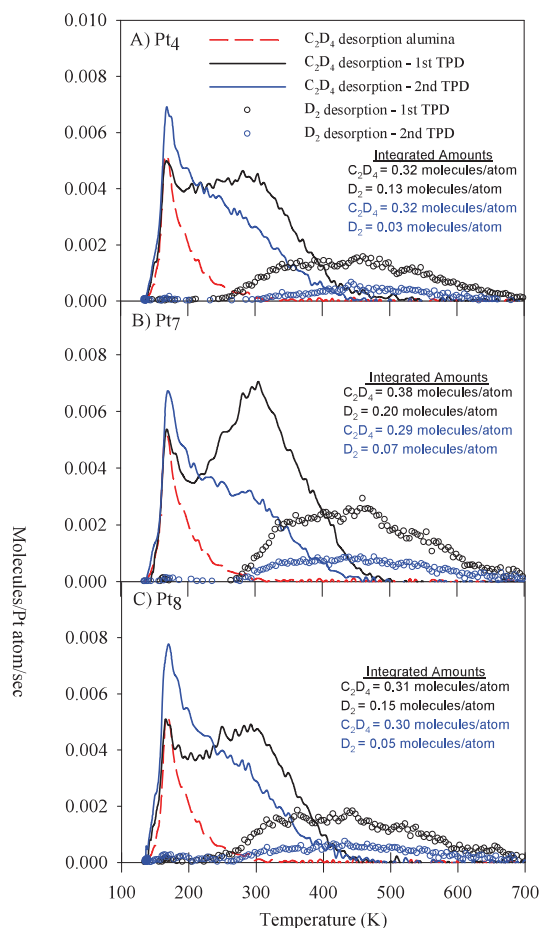 A) Pt4
C2D4 desorption alumina
C2D4 desorption - 1st TPD
C2D4 desorption - 2nd TPD
D2 desorption - 1st TPD
D2 desorption - 2nd TPD
Integrated Amounts
C2D4 = 0.32 molecules/atom
D2 = 0.13 molecules/atom
C2D4 = 0.32 molecules/atom
D2 = 0.03 molecules/atom
0.010
0.008
0.006
0.004
0.002
0.000
B) Pt7
Integrated Amounts
C2D4 = 0.38 molecules/atom
D2 = 0.20 molecules/atom
C2D4 = 0.29 molecules/atom
D2 = 0.07 molecules/atom
0.008
0.006
0.004
0.002
0.000
Molecules/Pt atom/sec
C) Pt8
Integrated Amounts
C2D4 = 0.31 molecules/atom
D2 = 0.15 molecules/atom
C2D4 = 0.30 molecules/atom
D2 = 0.05 molecules/atom
0.008
0.006
0.004
0.002
0.000
100 200 300 400 500 600 700
Temperature (K)